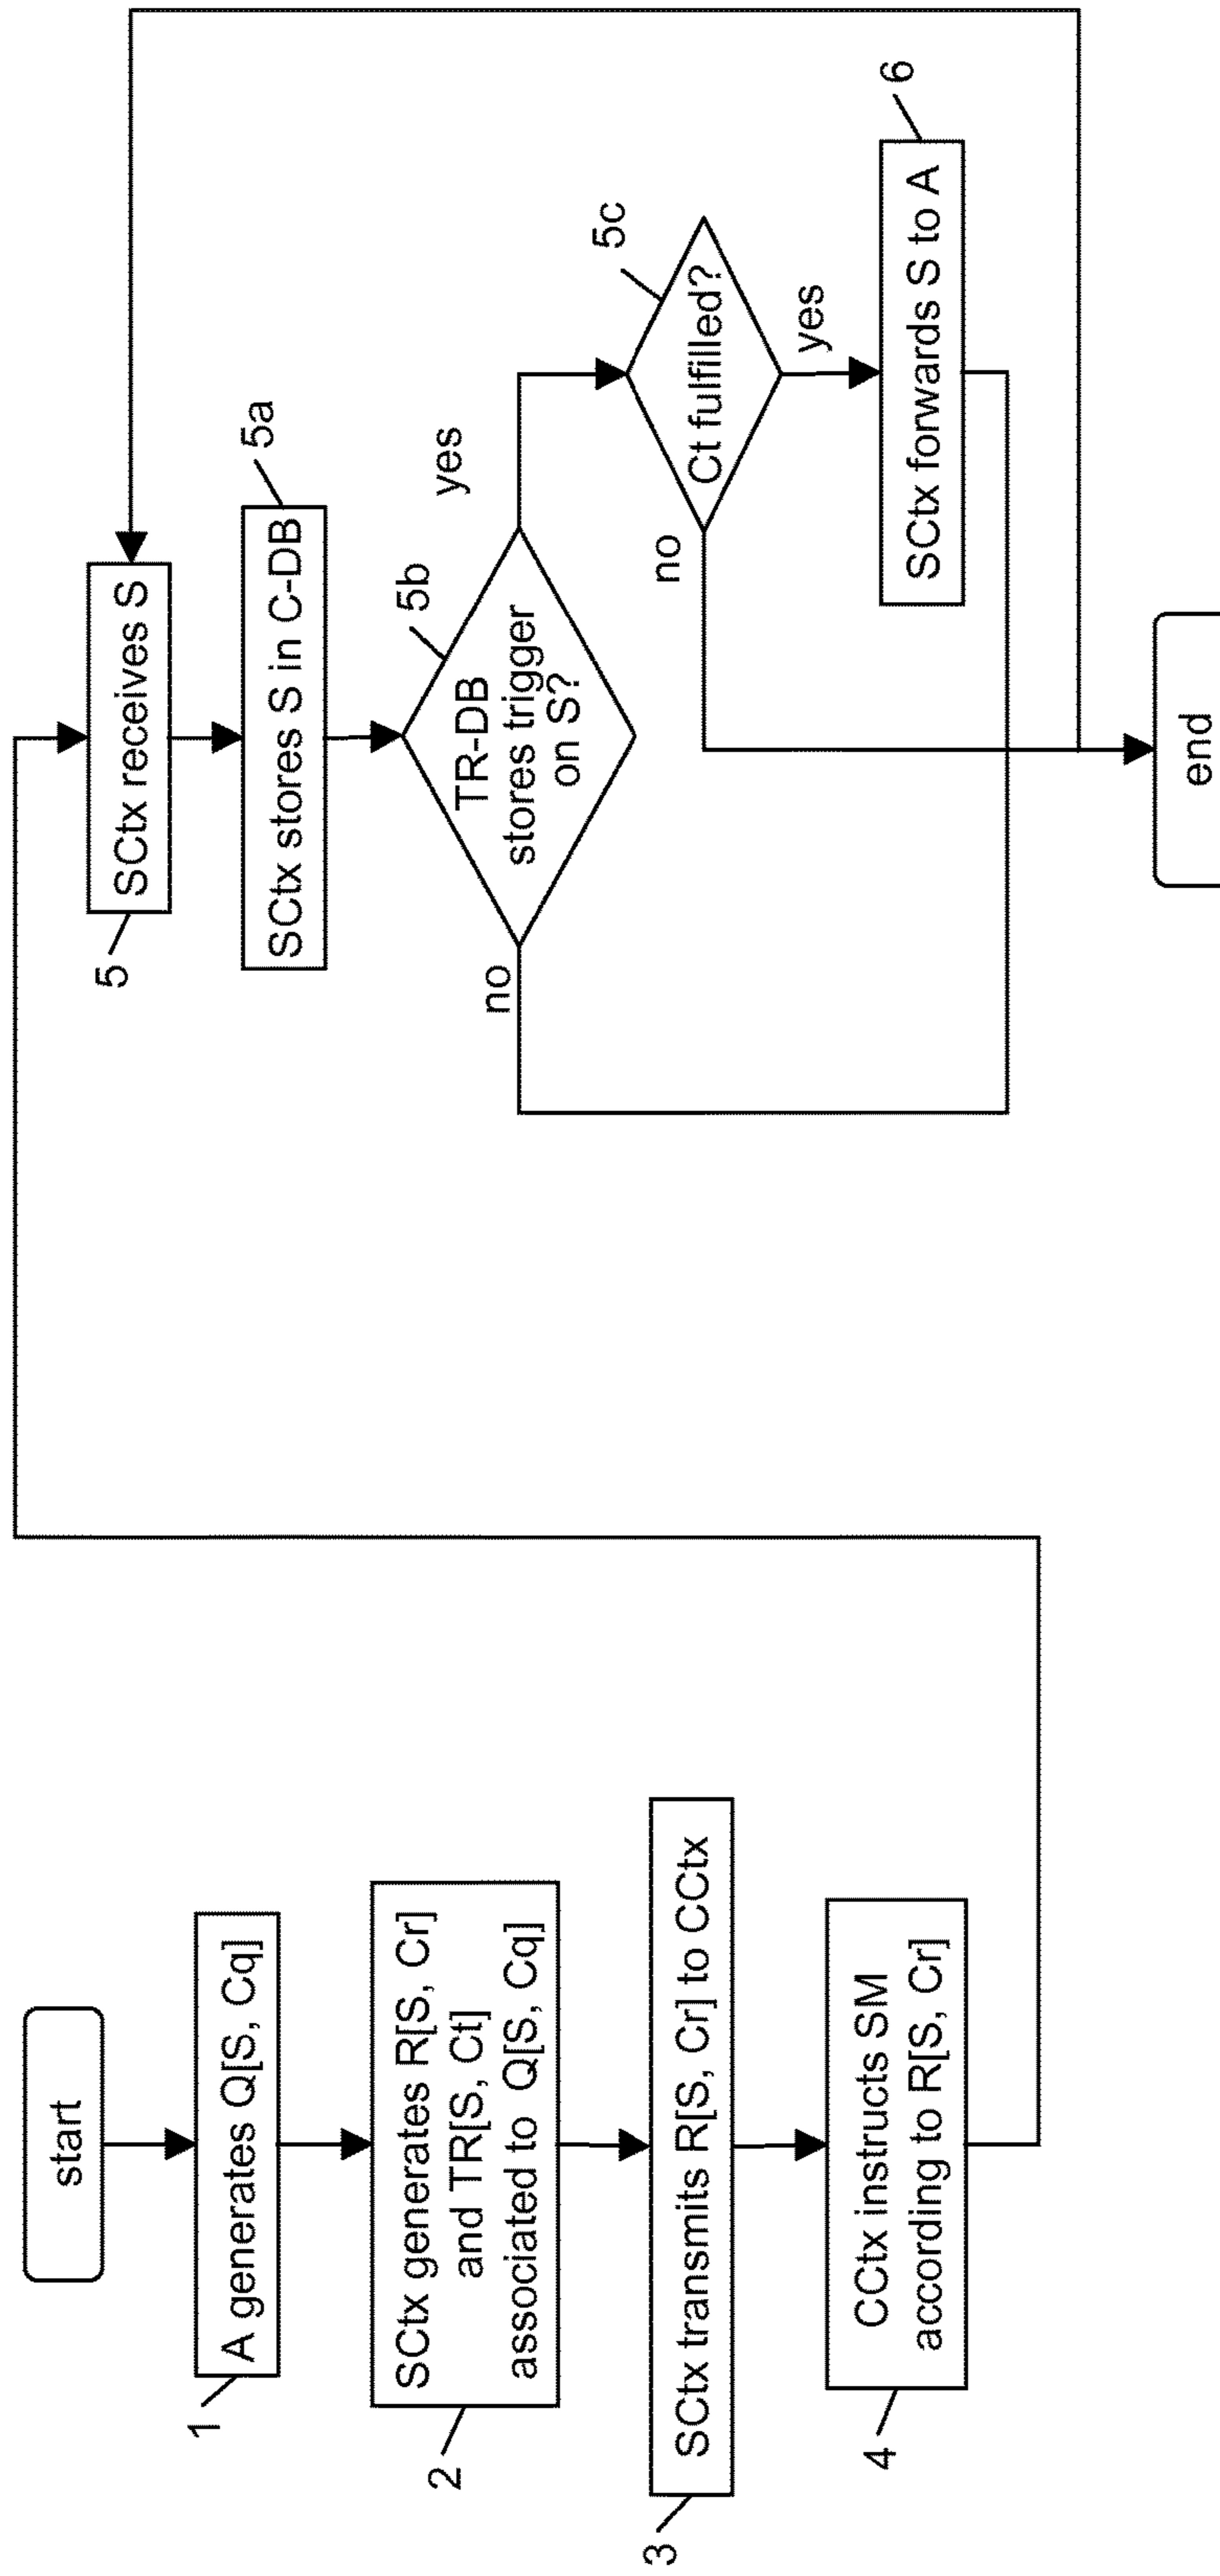 start
1
A generates Q[S, Cq]
2
SCtx generates R[S, Cr]
and TR[S, Ct]
associated to Q[S, Cq]
3
SCtx transmits R[S, Cr] to CCtx
4
CCtx instructs SM
according to R[S, Cr]
5
SCtx receives S
5a
SCtx stores S in C-DB
5b
TR-DB
stores trigger
on S?
no
yes
5c
Ct fulfilled?
no
yes
6
SCtx forwards S to A
end